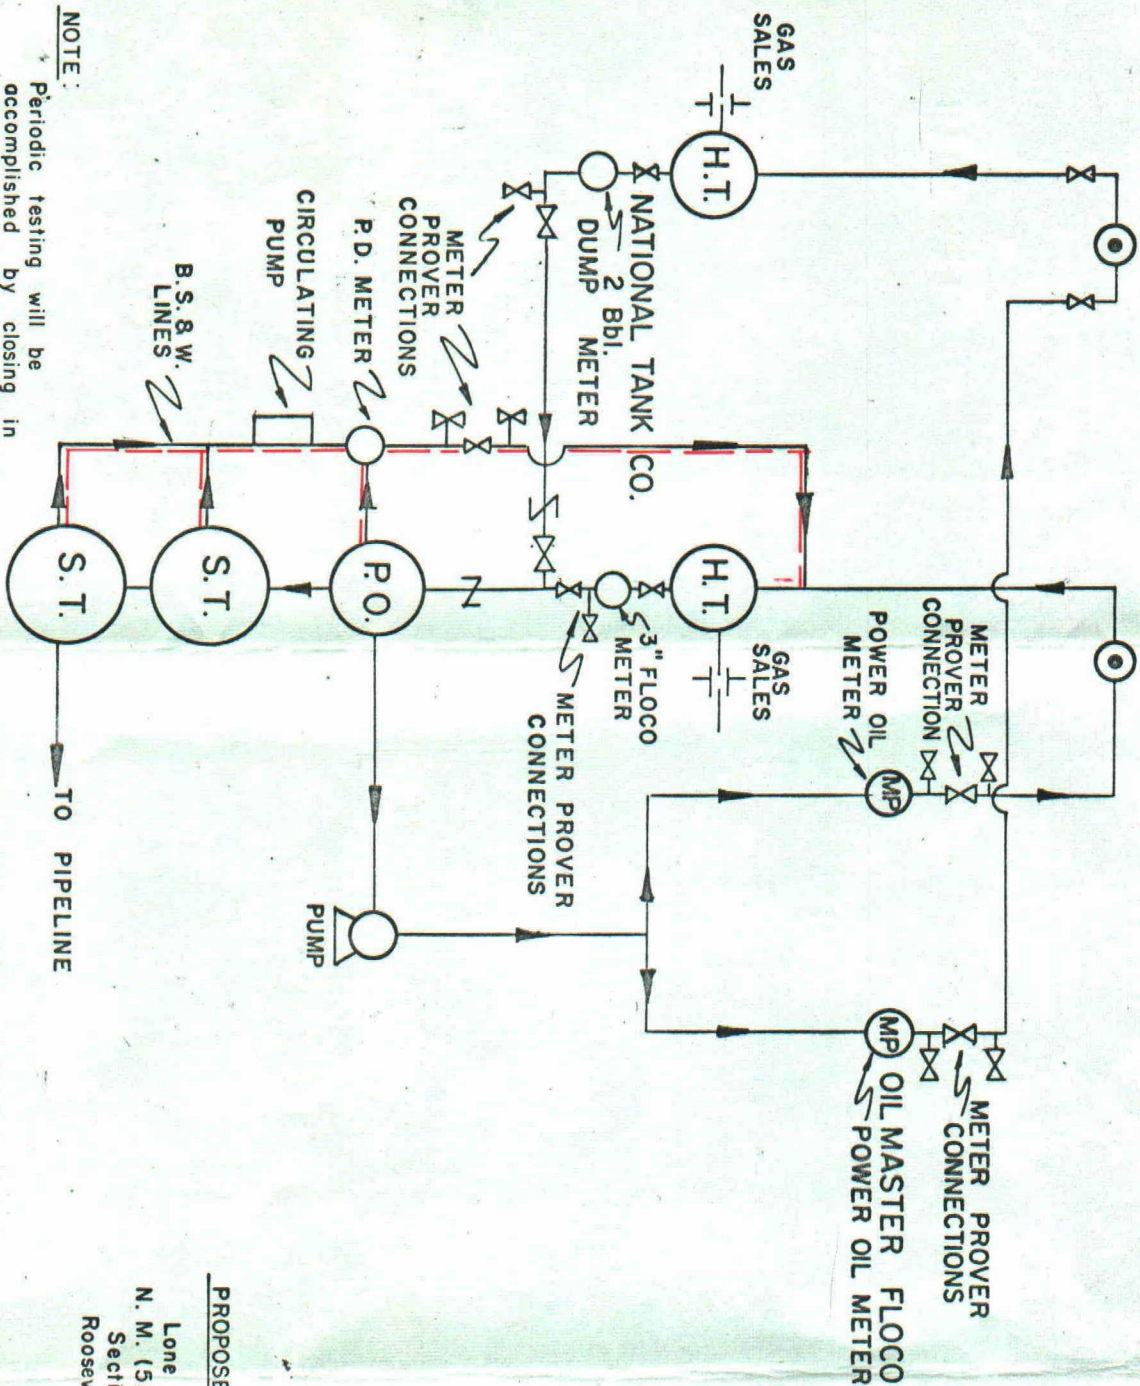 GAS
SALES
H.T.
NATIONAL TANK CO.
2 Bbl.
DUMP METER
METER
PROVER
CONNECTIONS
P.D. METER
CIRCULATING
PUMP
B.S.& W.
LINES
S.T.
S.T.
P.O.
H.T.
GAS
SALES
3" FLOCO
METER
METER PROVER
CONNECTIONS
METER
PROVER
CONNECTION
POWER OIL
METER
MP
MP
METER PROVER
CONNECTIONS
OILMASTER FLOCO
POWER OIL METER
PUMP
TO PIPELINE
NOTE:
Periodic testing will be
accomplished by closing in
PROPOSE
Lone
N. M. (5
Secti
Roosev